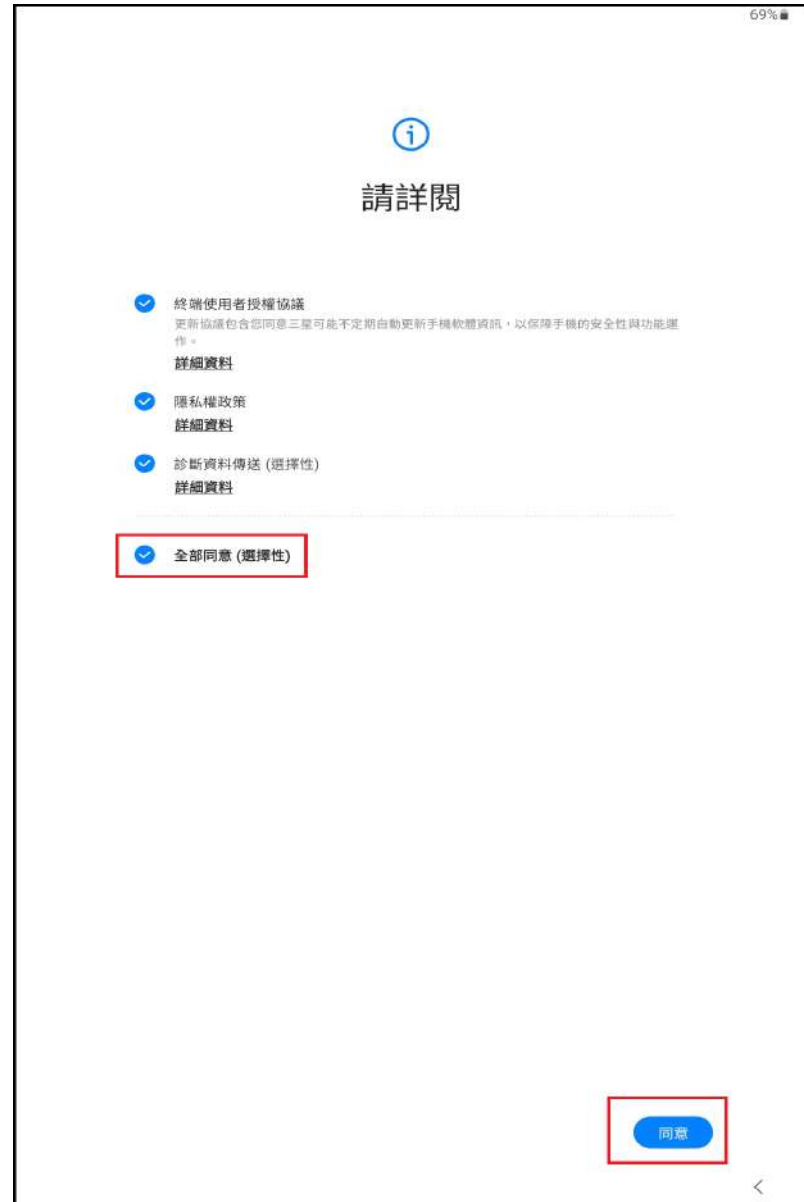 69%
請詳閱
終端使用者授權協議
更新協議包含您同意三星可能不定期自動更新手機軟體資訊，以保障手機的安全性與功能運
作。
詳細資料
隱私權政策
詳細資料
診斷資料傳送 (選擇性)
詳細資料
全部同意 (選擇性)
同意